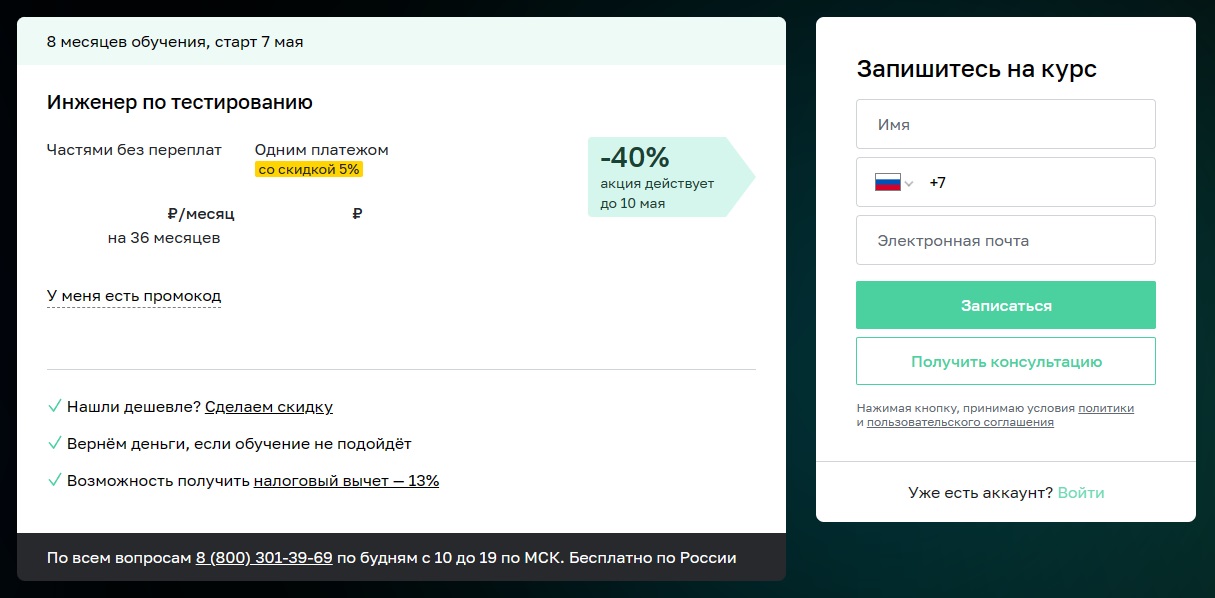 8 месяцев обучения, старт 7 мая
Инженер по тестированию
Частями без переплат
Одним платежом
со скидкой 5%
₽/месяц
на 36 месяцев
₽
-40%
акция действует
до 10 мая
У меня есть промокод
Нашли дешевле? Сделаем скидку
Вернём деньги, если обучение не подойдёт
Возможность получить налоговый вычет — 13%
По всем вопросам 8 (800) 301-39-69 по будням с 10 до 19 по МСК. Бесплатно по России
Запишитесь на курс
Имя
+7
Электронная почта
Записаться
Получить консультацию
Нажимая кнопку, принимаю условия политики
и пользовательского соглашения
Уже есть аккаунт? Войти